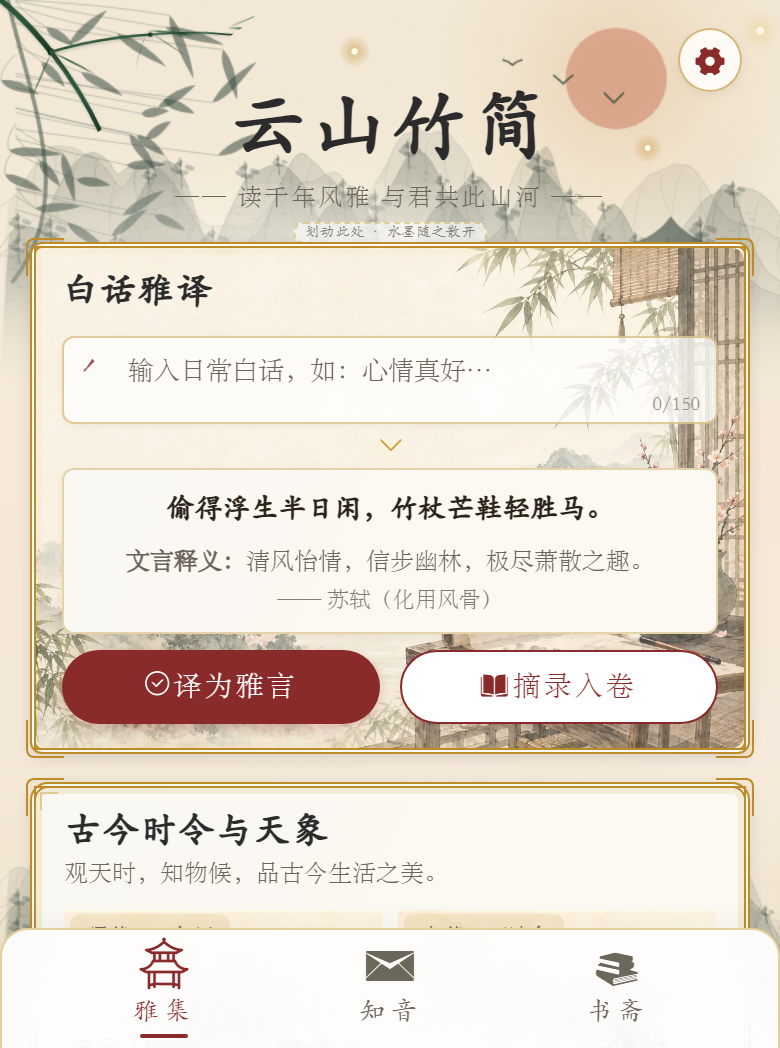 云山竹简
—— 读千年风雅 与君共此山河 ——
划动此处 · 水墨随之散开
白话雅译
输入日常白话，如：心情真好…
0/150
偷得浮生半日闲，竹杖芒鞋轻胜马。
文言释义：清风怡情，信步幽林，极尽萧散之趣。
—— 苏轼（化用风骨）
译为雅言
摘录入卷
古今时令与天象
观天时，知物候，品古今生活之美。
雅集
知音
书斋